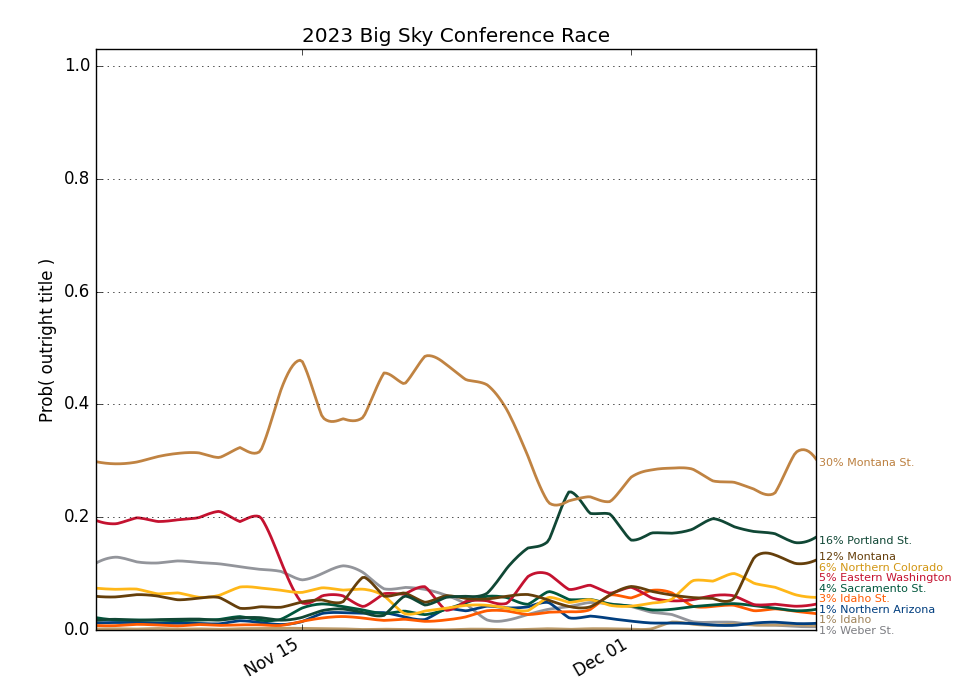 2023 Big Sky Conference Race
Prob( outright title )
1.0
0.8
0.6
0.4
0.2
0.0
Nov 15
Dec 01
30% Montana St.
16% Portland St.
12% Montana
6% Northern Colorado
5% Eastern Washington
4% Sacramento St.
3% Idaho St.
1% Northern Arizona
1% Idaho
1% Weber St.